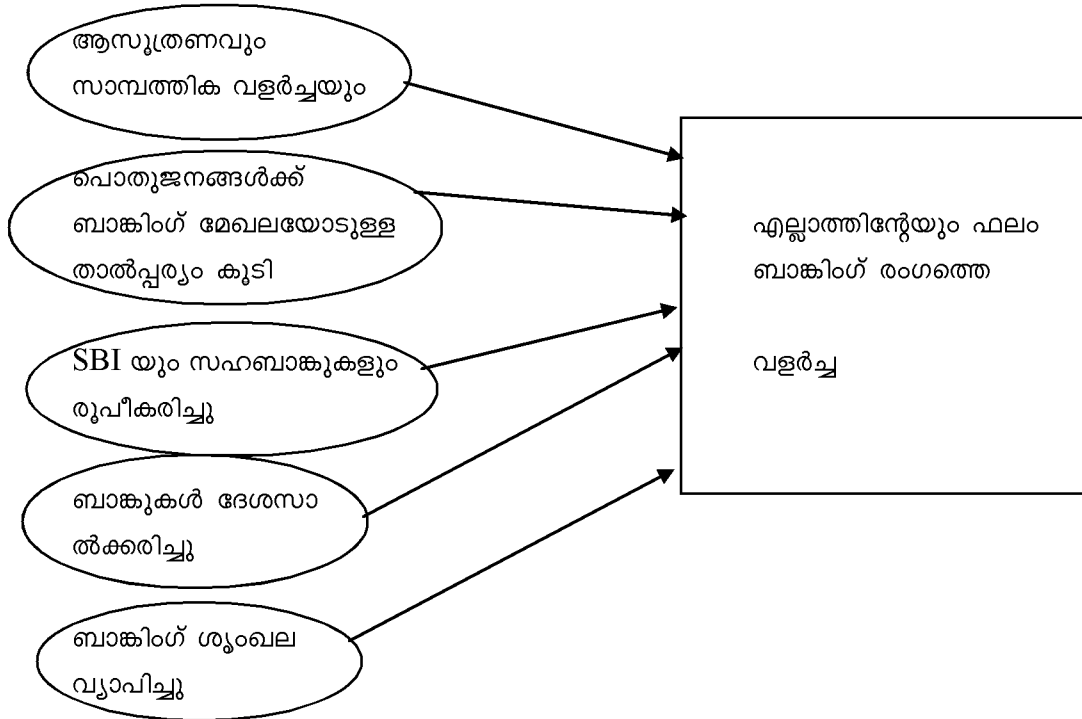 ആസൂത്രണവും
സാമ്പത്തിക വളർച്ചയും
പൊതുജനങ്ങൾക്ക്
ബാങ്കിംഗ് മേഖലയോടുള്ള
താൽപ്പര്യം കൂടി
SBI യും സഹബാങ്കുകളും
രൂപീകരിച്ചു
ബാങ്കുകൾ ദേശസാ
ൽക്കരിച്ചു
ബാങ്കിംഗ് ശൃംഖല
വ്യാപിച്ചു
എല്ലാത്തിന്റേയും ഫലം
ബാങ്കിംഗ് രംഗത്തെ
വളർച്ച